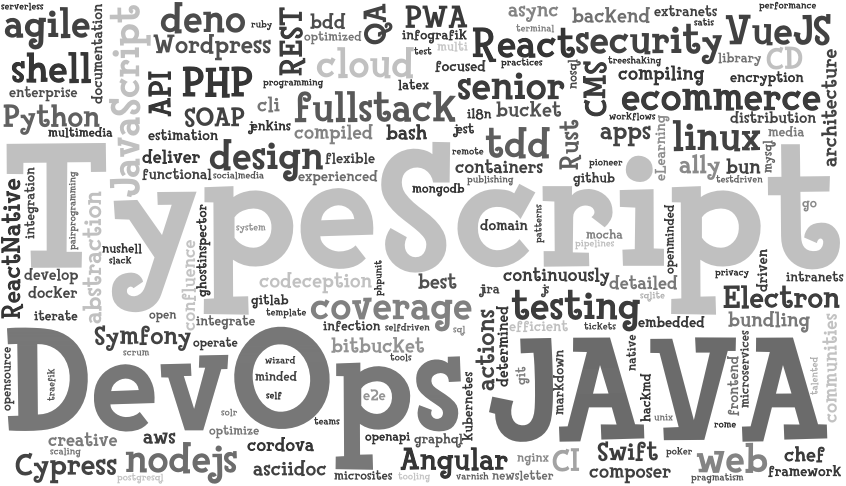 serverless
agile
documentation
JavaScript
deno
ruby
bdd
REST
optimized
QA
PWA
infografik
test
multi
async
terminal
backend
extranets
satis
performance
VueJS
Wordpress
React
security
library
CD
shell
enterprise
API
PHP
programming
cloud
focused
practices
nosql
treeshaking
compiling
encryption
architecture
Python
multimedia
SOAP
cli
latex
senior
CMS
ecommerce
fullstack
i18n
bucket
workflows
distribution
estimation
jenkins
compiled
bash
jest
tdd
Rust
apps
eLearning
linux
media
mysql
deliver
design
flexible
remote
containers
pioneer
a11y
bun
functional
socialmedia
experienced
mongodb
publishing
github
testdriven
TypeScript
ReactNative
integration
pairprogramming
abstraction
nushell
slack
confluence
ghostinspector
system
domain
patterns
mocha
pipelines
openminded
go
develop
docker
iterate
open
integrate
gitlab
template
codeception
phpunit
best
jira
js
continuously
detailed
sqlite
privacy
driven
intranets
coverage
infection
selfdriven
sql
testing
efficient
tickets
embedded
Electron
bundling
Symfony
scrum
operate
bitbucket
tools
actions
determined
opensource
traefik
DevOps
wizard
minded
self
e2e
kubernetes
git
markdown
JAVA
native
hackmd
unix
frontend
microservices
rome
talented
communities
solr
optimize
teams
openapi
graphql
creative
scaling
aws
cordova
Cypress
postgresql
nodejs
asciidoc
microsites
tooling
Angular
varnish
newsletter
nginx
CI
Swift
composer
poker
pragmatism
web
chef
framework